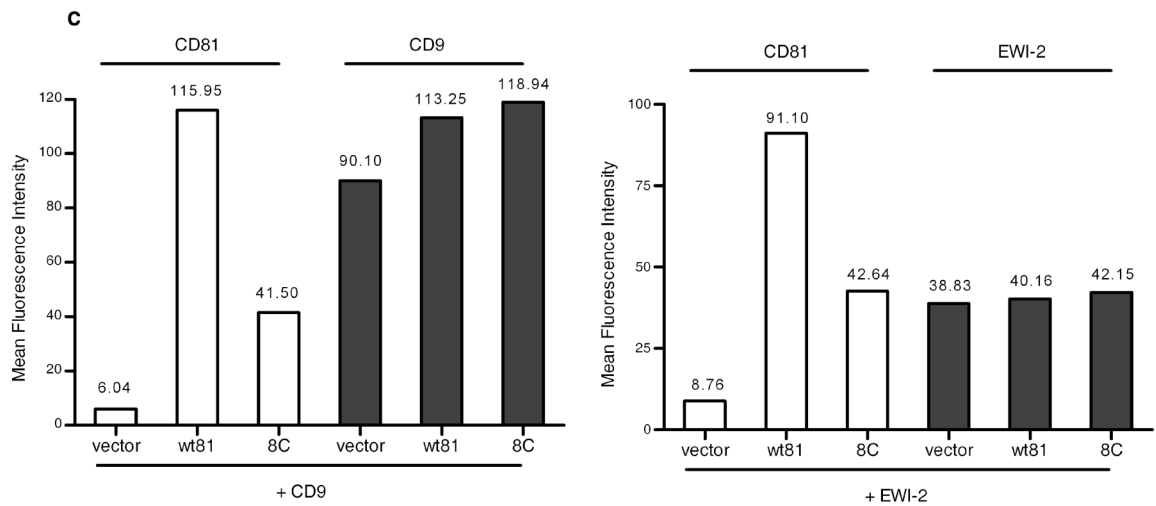 C
CD81 CD9
115.95
113.25
118.94
90.10
41.50
6.04
120
100
80
60
40
20
0
Mean Fluorescence Intensity
vector wt81 8C vector wt81 8C
+ CD9
CD81 EWI-2
91.10
42.64
38.83
40.16
42.15
8.76
100
75
50
25
0
Mean Fluorescence Intensity
vector wt81 8C vector wt81 8C
+ EWI-2